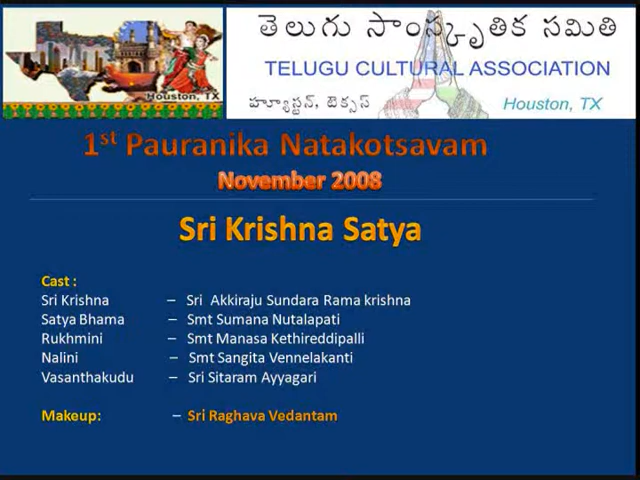 తెలుగు సాంస్కృతిక సమితి
TELUGU CULTURAL ASSOCIATION
హ్యూస్టన్, టెక్సస్ Houston, TX
Houston, TX
1st Pauranika Natakotsavam
November 2008
Sri Krishna Satya
Cast :
Sri Krishna – Sri Akkiraju Sundara Rama krishna
Satya Bhama – Smt Sumana Nutalapati
Rukhmini – Smt Manasa Kethireddipalli
Nalini – Smt Sangita Vennelakanti
Vasanthakudu – Sri Sitaram Ayyagari
Makeup: – Sri Raghava Vedantam